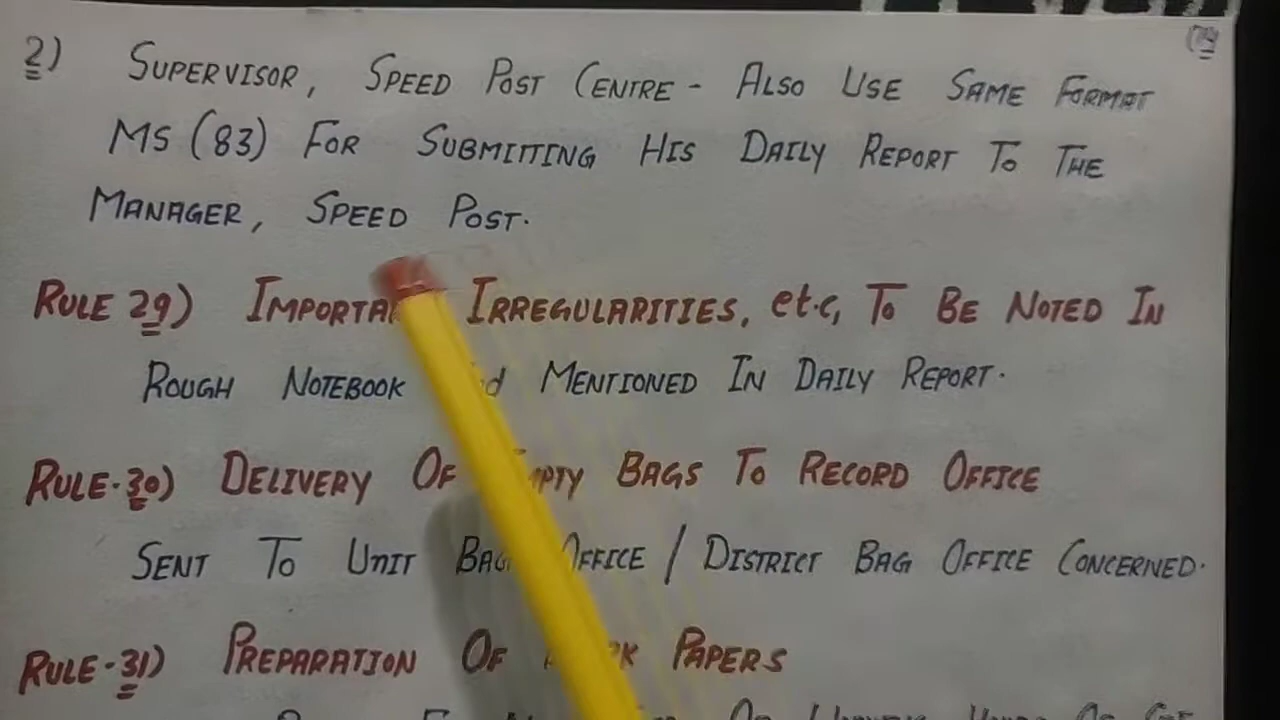 2) SUPERVISOR, SPEED POST CENTRE - ALSO USE SAME FORMAT
MS (83) FOR SUBMITTING HIS DAILY REPORT TO THE
MANAGER, SPEED POST.
RULE 29) IRREGULARITIES, etc, TO BE NOTED IN
ROUGH NOTEBOOK MENTIONED IN DAILY REPORT.
RULE-30) DELIVERY OF BAGS TO RECORD OFFICE
SENT TO UNIT BAG OFFICE / DISTRICT BAG OFFICE CONCERNED.
RULE-31) PREPARATION OF PAPERS